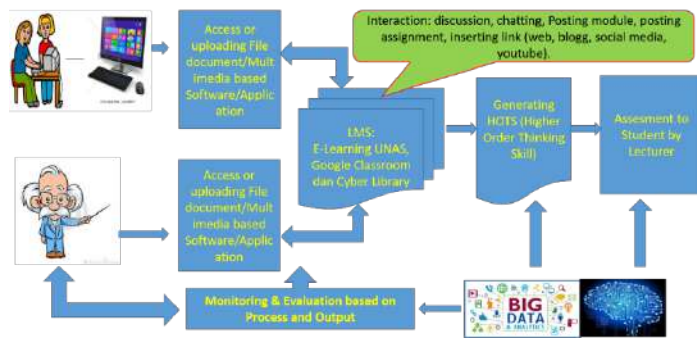 Access or
uploading File
document/Mult
imedia based
Software/Applic
ation
Interaction: discussion, chatting, Posting module, posting
assignment, inserting link (web, blogg, social media,
youtube).
LMS:
E-Learning UNAS,
Google Classroom
dan Cyber Library
Generating
HOTS (Higher
Order Thinking
Skill)
Assesment to
Student by
Lecturer
Access or
uploading File
document/Mult
imedia based
Software/Applic
ation
Monitoring & Evaluation based on
Process and Output
BIG
DATA
& ANALYTICS